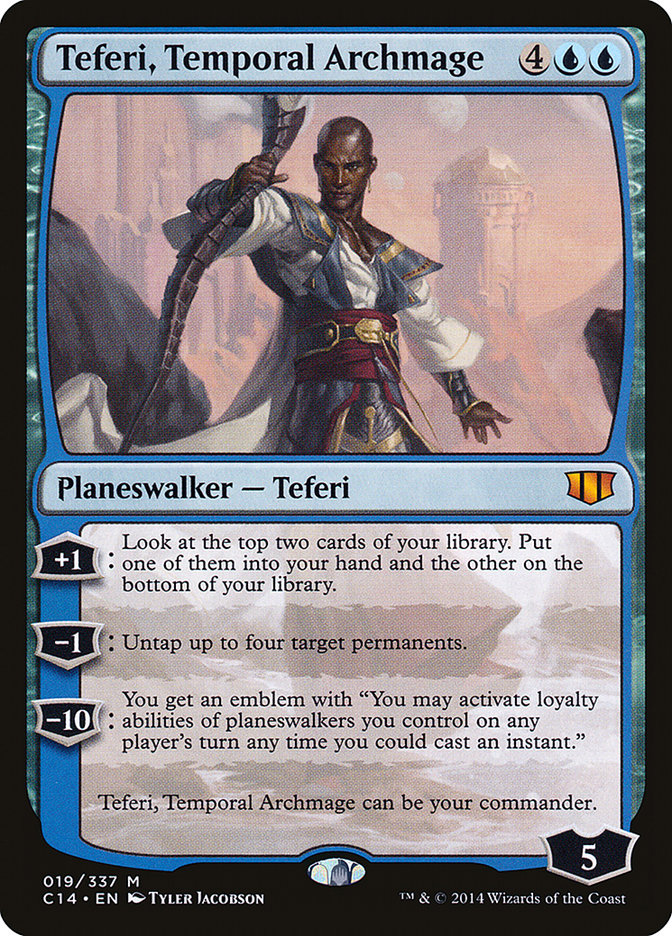 Teferi, Temporal Archmage 4
Planeswalker — Teferi
+1 : Look at the top two cards of your library. Put
one of them into your hand and the other on the
bottom of your library.
−1 : Untap up to four target permanents.
−10 : You get an emblem with “You may activate loyalty
abilities of planeswalkers you control on any
player’s turn any time you could cast an instant.”
Teferi, Temporal Archmage can be your commander.
5
019/337 M
C14 • EN Tyler Jacobson
™ & © 2014 Wizards of the Coast